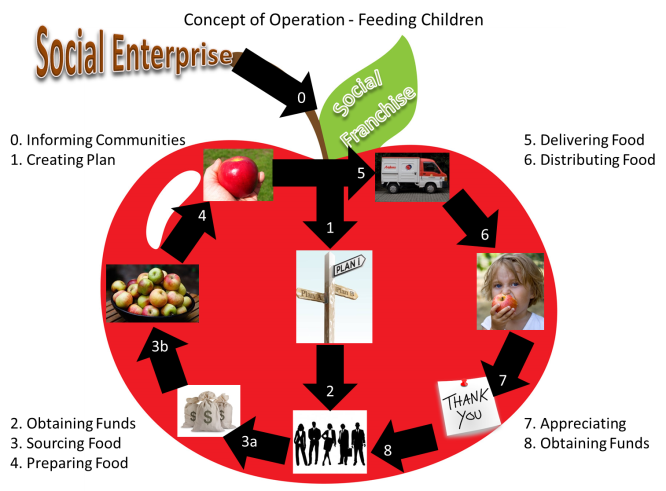 Concept of Operation - Feeding Children
Social Enterprise
0
Social
Franchise
0. Informing Communities
1. Creating Plan
5. Delivering Food
6. Distributing Food
5
4
1
6
PLAN I
Plan A
Plan B
3b
7
THANK
YOU
2
$ $ $
3a
8
2. Obtaining Funds
3. Sourcing Food
4. Preparing Food
7. Appreciating
8. Obtaining Funds